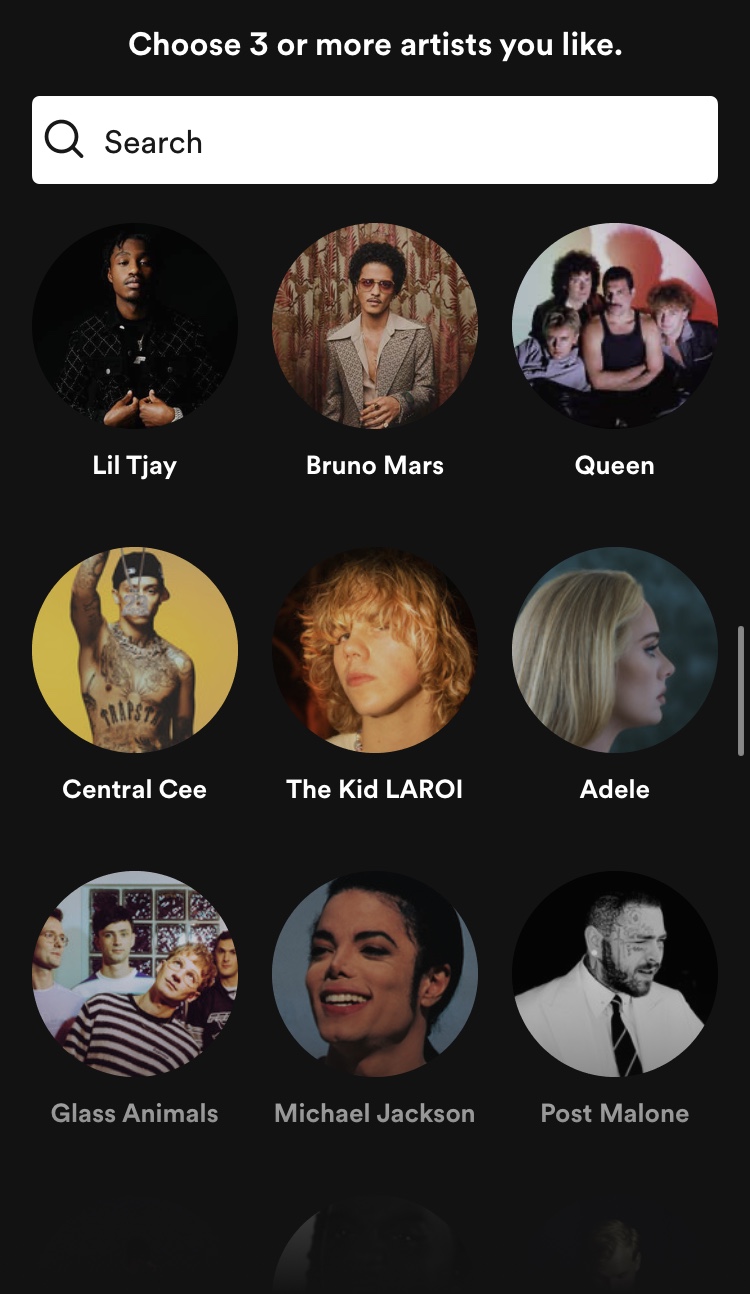 Choose 3 or more artists you like.
Search
Lil Tjay
Bruno Mars
Queen
TRAPSTAR
Central Cee
The Kid LAROI
Adele
Glass Animals
Michael Jackson
Post Malone